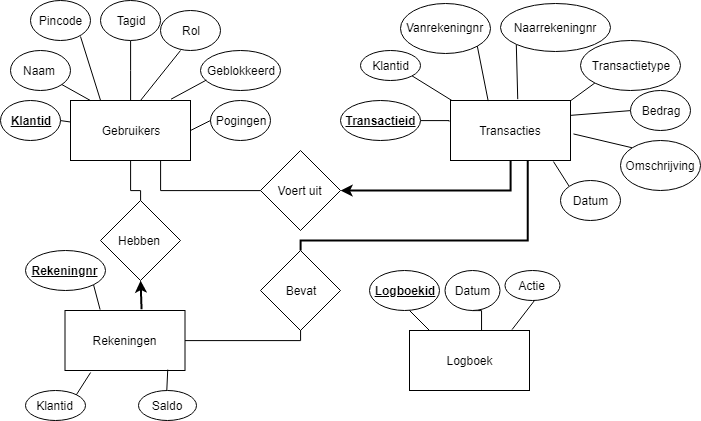 Pincode
Tagid
Rol
Vanrekeningnr
Naarrekeningnr
Naam
Geblokkeerd
Klantid
Transactietype
Klantid
Gebruikers
Pogingen
Transactieid
Transacties
Bedrag
Omschrijving
Voert uit
Datum
Hebben
Rekeningnr
Bevat
Logboekid
Datum
Actie
Rekeningen
Logboek
Klantid
Saldo